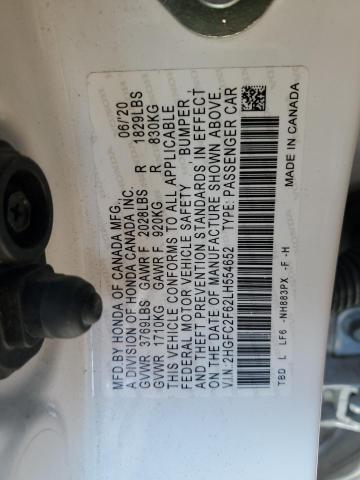 MFD BY HONDA OF CANADA MFG., 06/'20
A DIVISION OF HONDA CANADA INC.
GVWR 3769LBS GAWR F 2028LBS R 1829LBS
GVWR 1710KG GAWR F 920KG R 830KG
THIS VEHICLE CONFORMS TO ALL APPLICABLE
FEDERAL MOTOR VEHICLE SAFETY, BUMPER,
AND THEFT PREVENTION STANDARDS IN EFFECT
ON THE DATE OF MANUFACTURE SHOWN ABOVE.
V.I.N: 2HGFC2F62LH554652 TYPE: PASSENGER CAR
TBD L LF6 -NH883PX -F -H
MADE IN CANADA